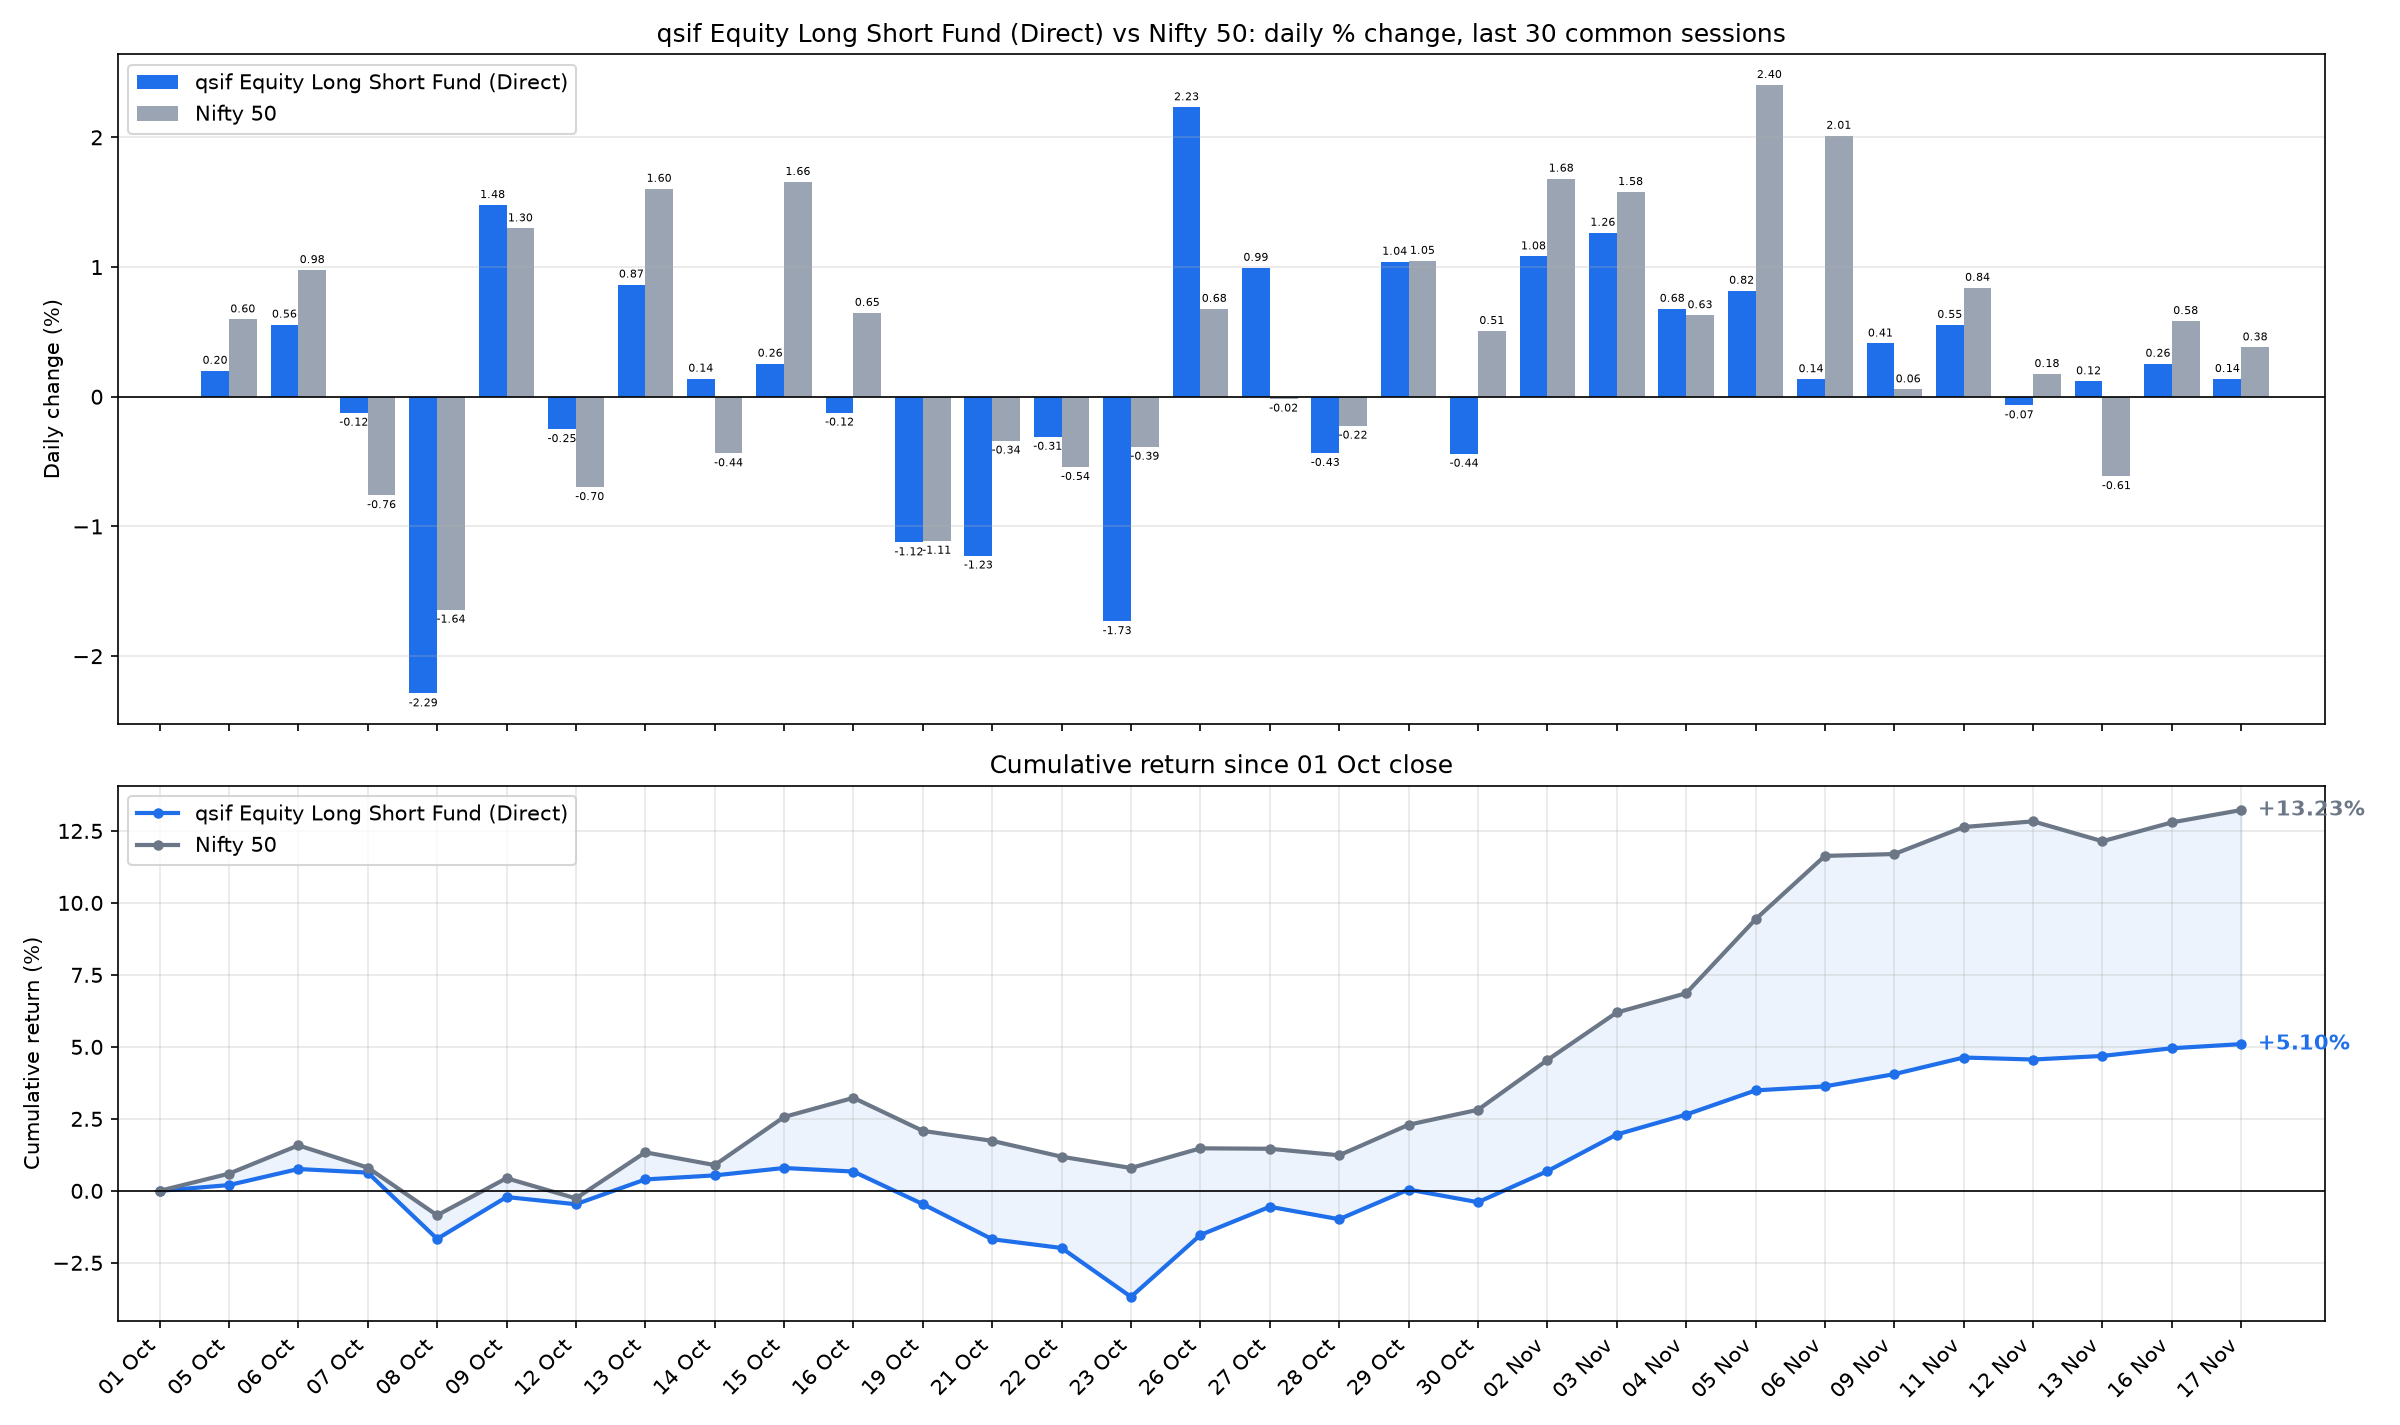 qsif Equity Long Short Fund (Direct) vs Nifty 50: daily % change, last 30 common sessions
qsif Equity Long Short Fund (Direct)
Nifty 50
Daily change (%)
2
1
0
−1
−2
0.20
0.60
0.56
0.98
-0.12
-0.76
-2.29
-1.64
1.48
1.30
-0.25
-0.70
0.87
1.60
0.14
-0.44
0.26
1.66
-0.12
0.65
-1.12
-1.11
-1.23
-0.34
-0.31
-0.54
-1.73
-0.39
2.23
0.68
0.99
-0.02
-0.43
-0.22
1.04
1.05
-0.44
0.51
1.08
1.68
1.26
1.58
0.68
0.63
0.82
2.40
0.14
2.01
0.41
0.06
0.55
0.84
-0.07
0.18
0.12
-0.61
0.26
0.58
0.14
0.38
Cumulative return since 01 Oct close
qsif Equity Long Short Fund (Direct)
Nifty 50
Cumulative return (%)
12.5
10.0
7.5
5.0
2.5
0.0
−2.5
+13.23%
+5.10%
01 Oct
05 Oct
06 Oct
07 Oct
08 Oct
09 Oct
12 Oct
13 Oct
14 Oct
15 Oct
16 Oct
19 Oct
21 Oct
22 Oct
23 Oct
26 Oct
27 Oct
28 Oct
29 Oct
30 Oct
02 Nov
03 Nov
04 Nov
05 Nov
06 Nov
09 Nov
11 Nov
12 Nov
13 Nov
16 Nov
17 Nov